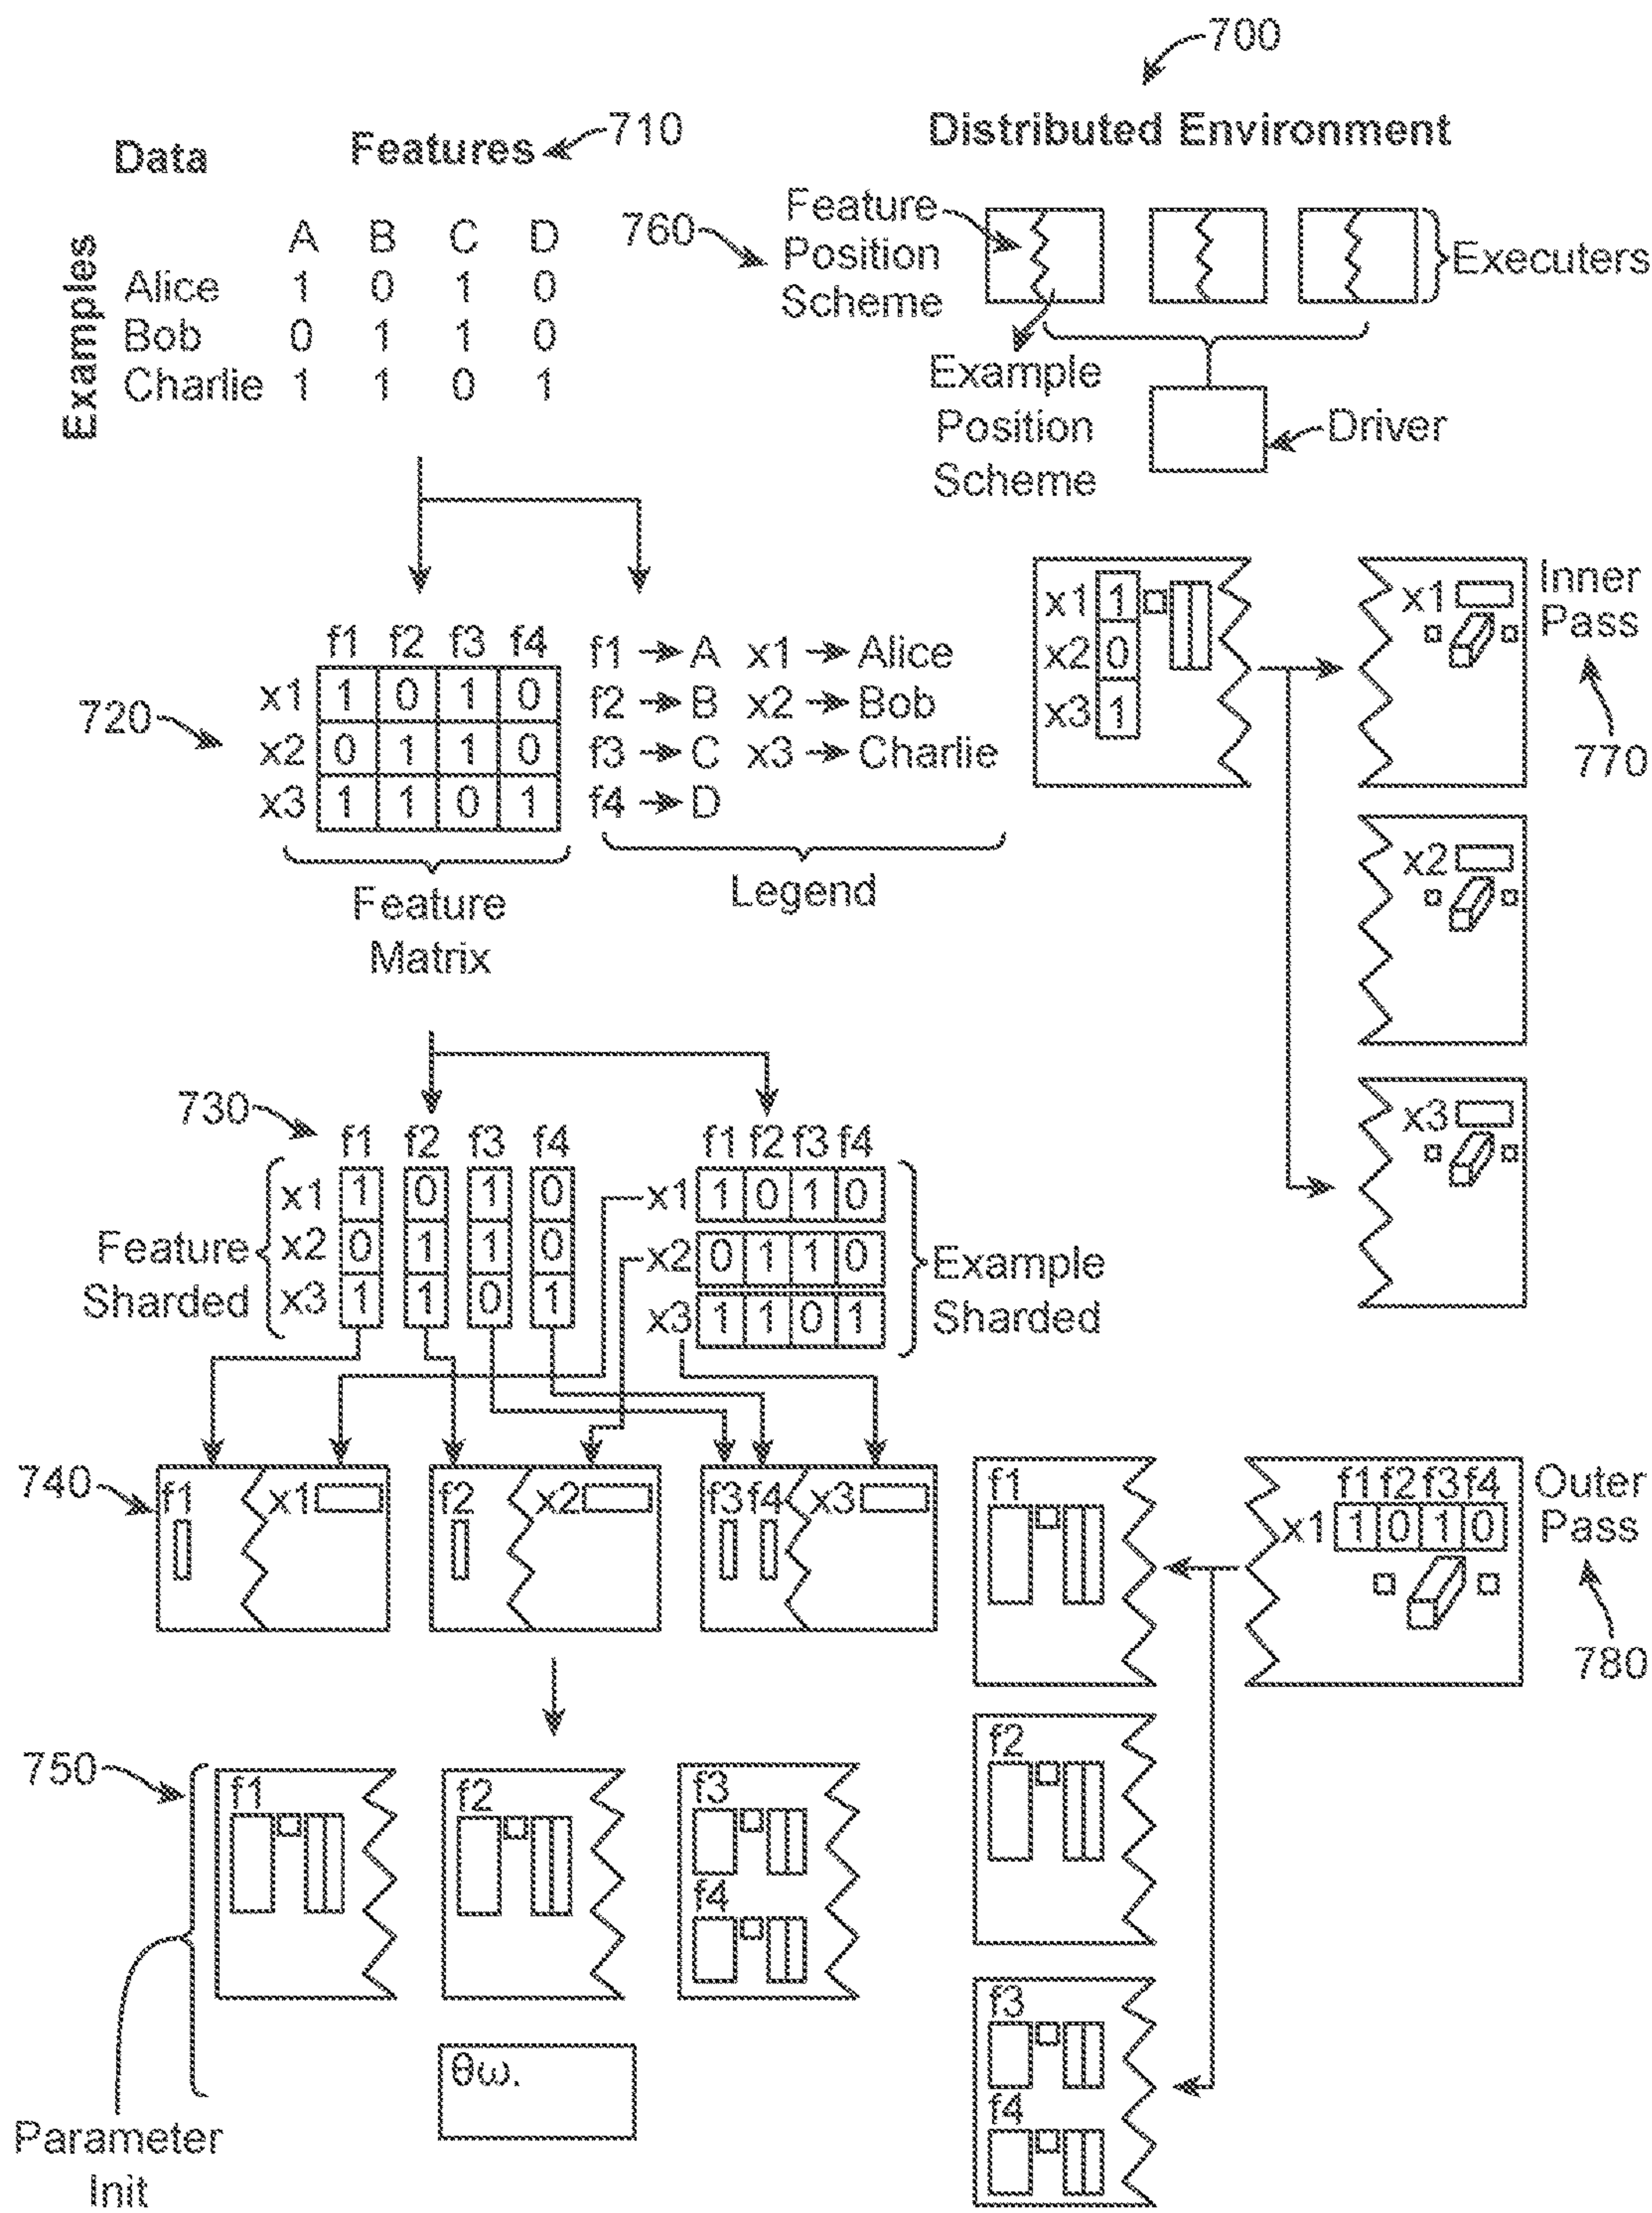 700
Distributed Environment
760
Feature
Position
Scheme
Executers
Example
Position
Scheme
Driver
Data
Features
710
Examples
A B C D
Alice 1 0 1 0
Bob 0 1 1 0
Charlie 1 1 0 1
720
f1 f2 f3 f4
x1 1 0 1 0
x2 0 1 1 0
x3 1 1 0 1
Feature
Matrix
f1 → A x1 → Alice
f2 → B x2 → Bob
f3 → C x3 → Charlie
f4 → D
Legend
x1 1
x2 0
x3 1
x1
x2
x3
Inner
Pass
770
730
f1 f2 f3 f4
x1 1 0 1 0
x2 0 1 1 0
x3 1 1 0 1
Feature
Sharded
f1 f2 f3 f4
x1 1 0 1 0
x2 0 1 1 0
x3 1 1 0 1
Example
Sharded
740
f1 x1
f2 x2
f3 f4 x3
750
f1
f2
f3
f4
θω.
Parameter
Init
f1
f2
f3
f4
f1 f2 f3 f4
x1 1 0 1 0
Outer
Pass
780